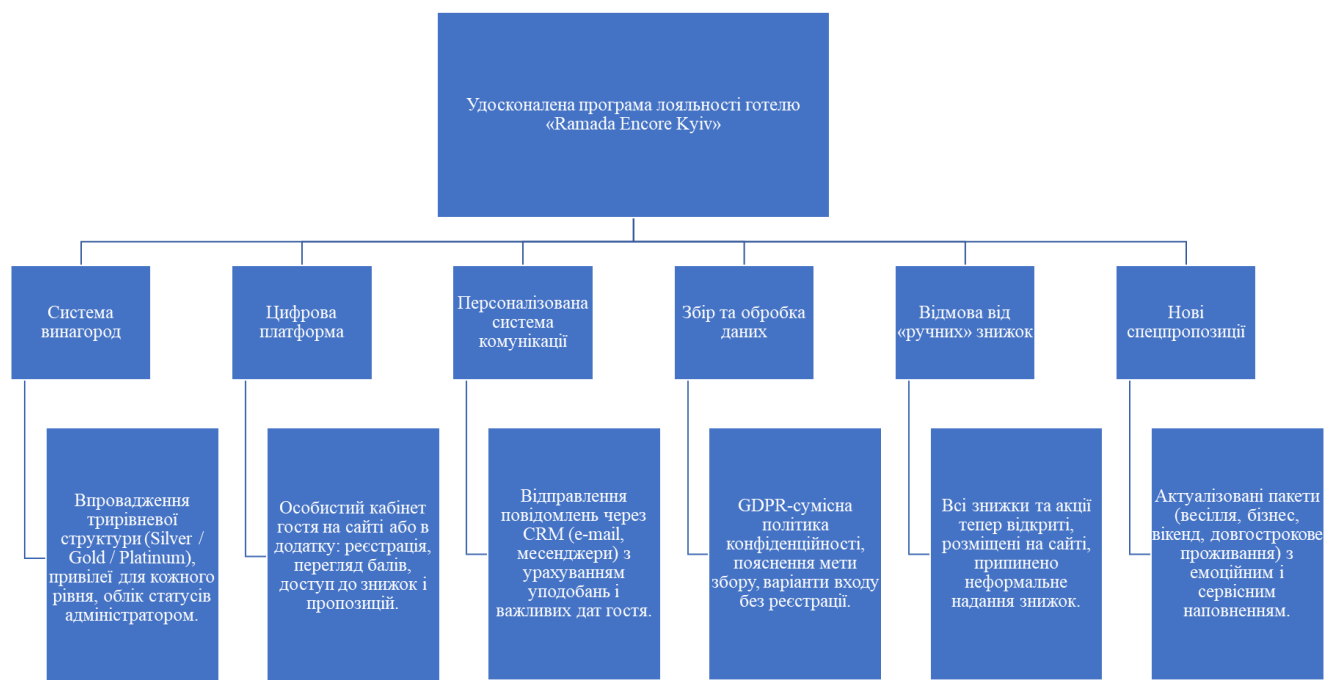 Удосконалена програма лояльності готелю
«Ramada Encore Kyiv»
Система
винагород
Цифрова
платформа
Персоналізована
система
комунікації
Збір та обробка
даних
Відмова від
«ручних» знижок
Нові
спецпропозиції
Впровадження
трирівневої
структури (Silver /
Gold / Platinum),
привілеї для кожного
рівня, облік статусів
адміністратором.
Особистий кабінет
гостя на сайті або в
додатку: реєстрація,
перегляд балів,
доступ до знижок і
пропозицій.
Відправлення
повідомлень через
CRM (e-mail,
месенджери) з
урахуванням
уподобань і
важливих дат гостя.
GDPR-сумісна
політика
конфіденційності,
пояснення мети
збору, варіанти входу
без реєстрації.
Всі знижки та акції
тепер відкриті,
розміщені на сайті,
припинено
неформальне
надання знижок.
Актуалізовані пакети
(весілля, бізнес,
вікенд, довгострокове
проживання) з
емоційним і
сервісним
наповненням.